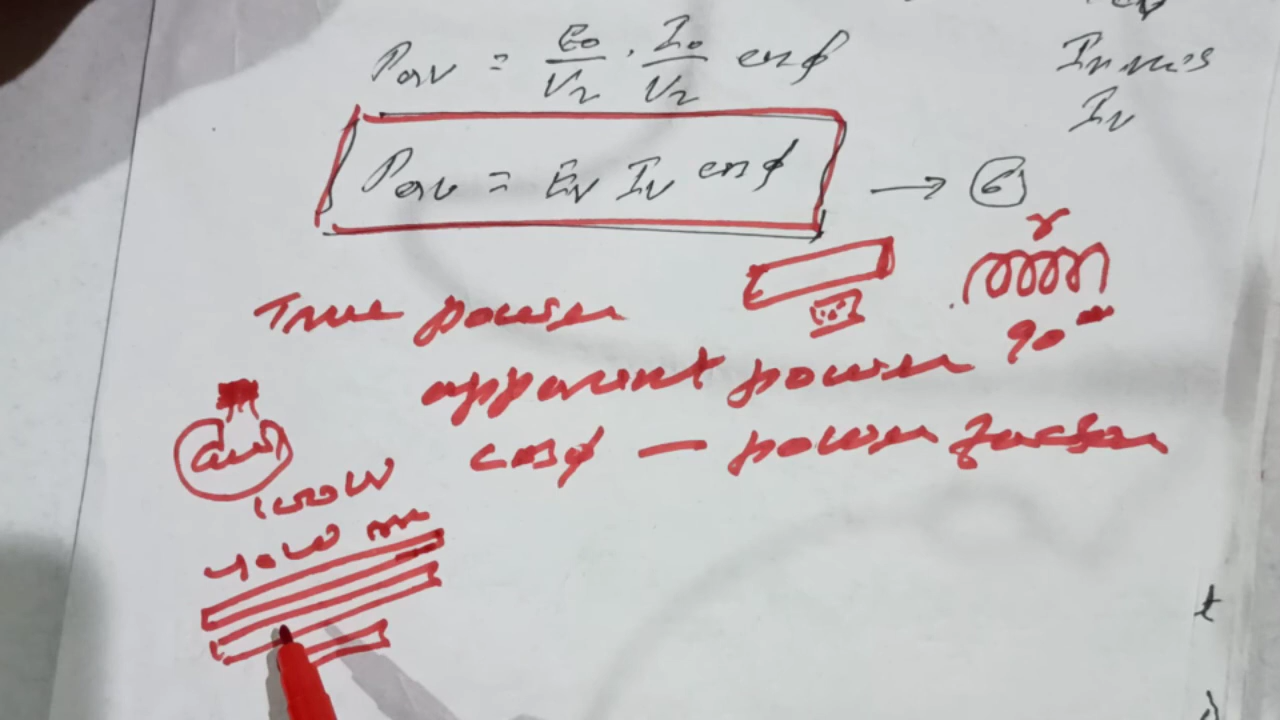 Pav = E₀/√2 · I₀/√2 cosφ
Irms
Iv
Pav = Ev Iv cosφ → 6
r
True power
90°
apparent power
cosφ — power factor
100W
40W
t